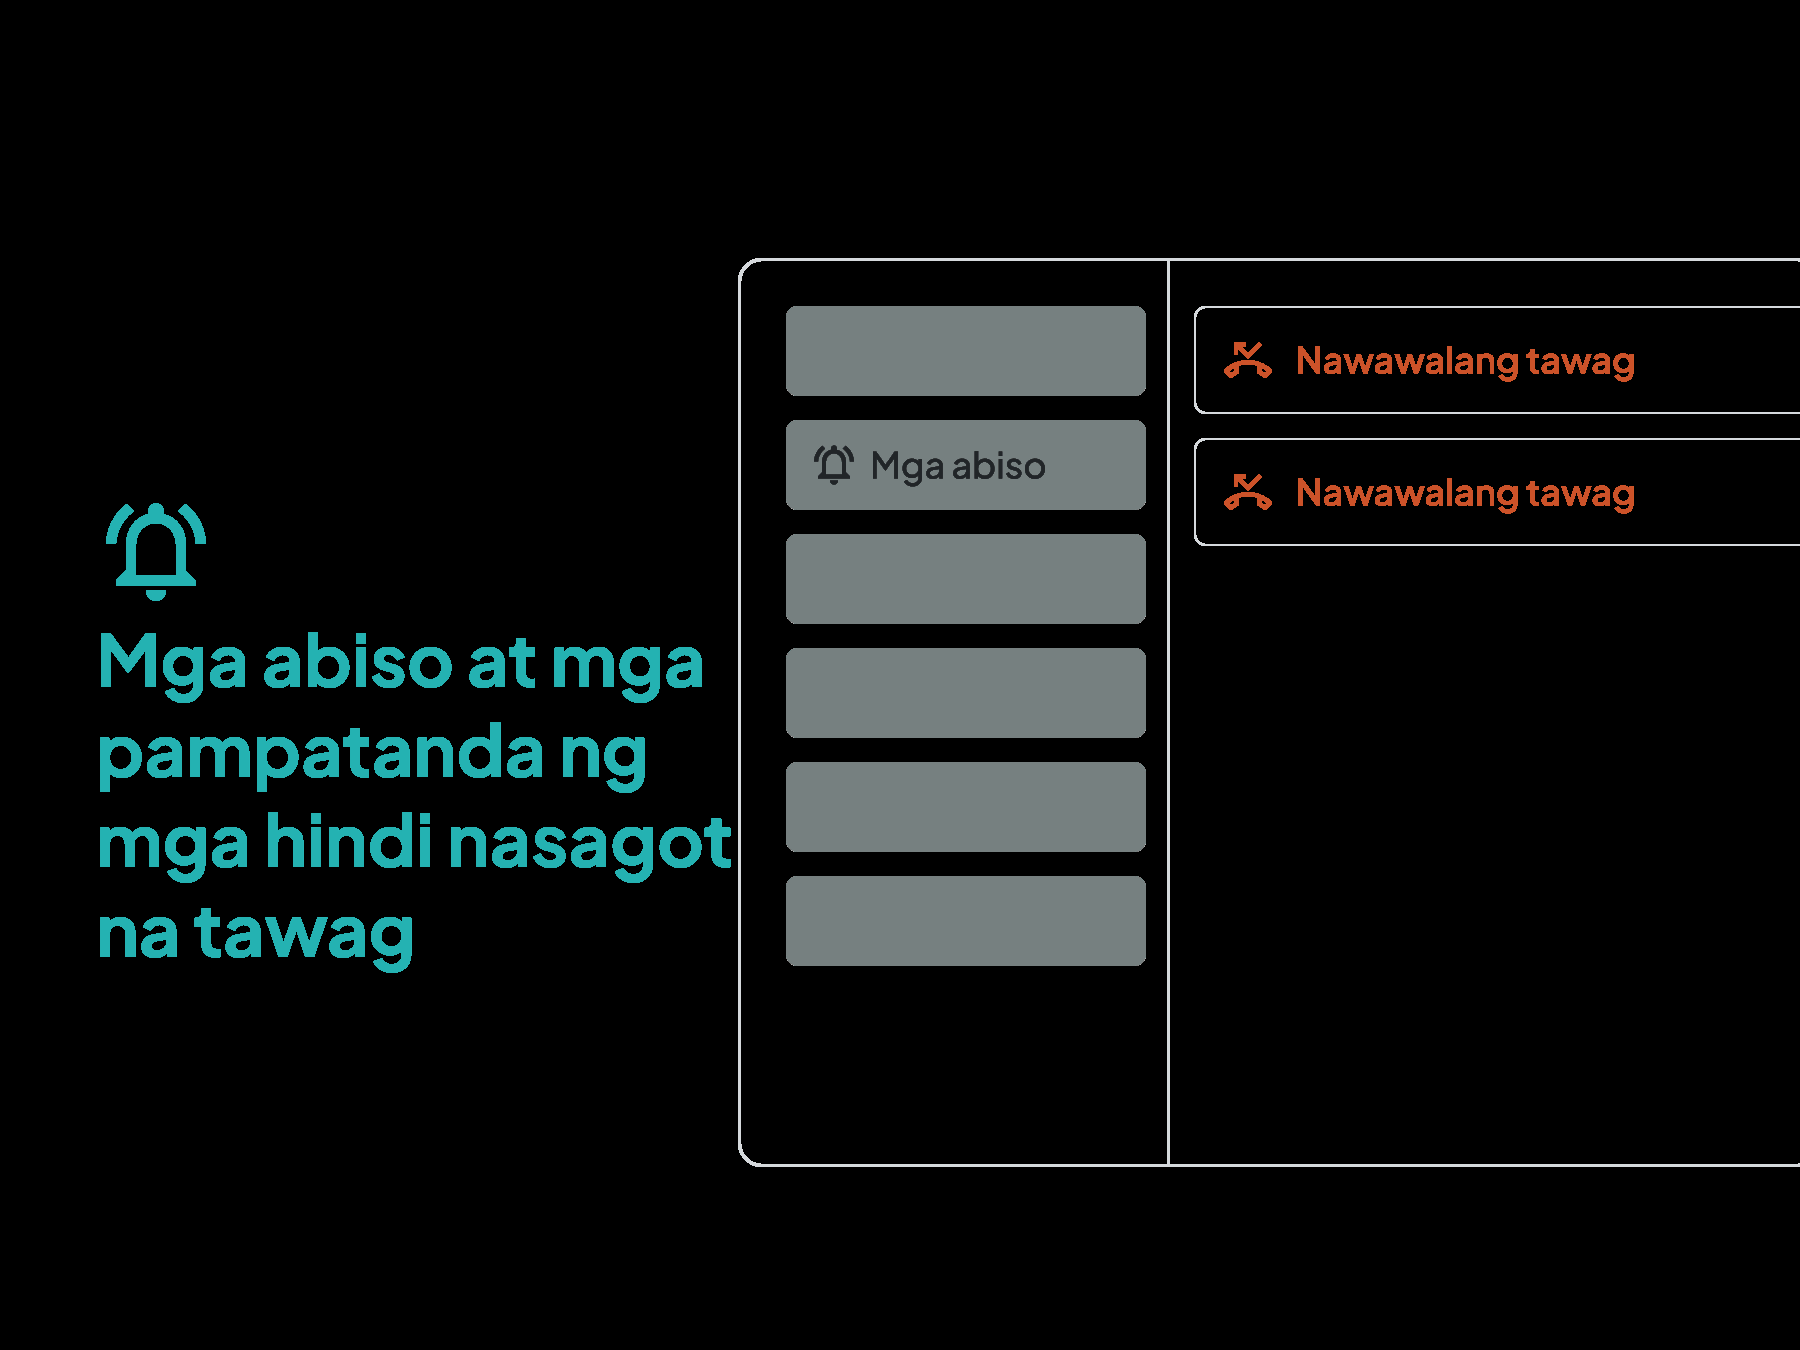 Mga abiso at mga
pampatanda ng
mga hindi nasagot
na tawag
Mga abiso
Nawawalang tawag
Nawawalang tawag